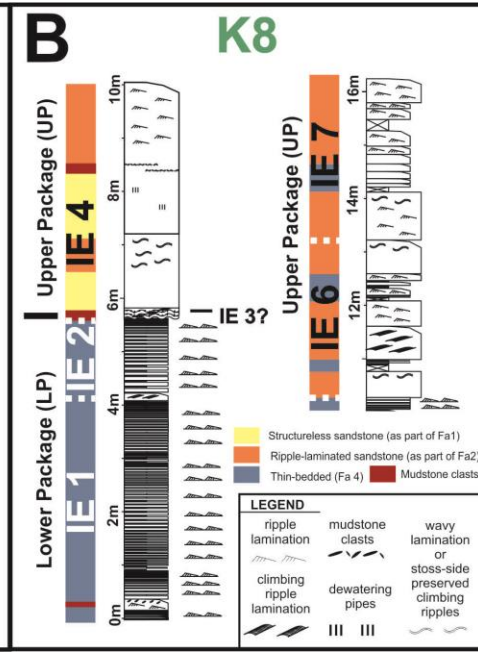 B
K8
Upper Package (UP)
Lower Package (LP)
IE 4
IE 2
IE 1
IE 3?
10m
8m
6m
4m
2m
0m
Upper Package (UP)
IE 7
IE 6
16m
14m
12m
Structureless sandstone (as part of Fa1)
Ripple-laminated sandstone (as part of Fa2)
Thin-bedded (Fa 4)
Mudstone clasts
LEGEND
ripple
lamination
mudstone
clasts
wavy
lamination
or
stoss-side
preserved
climbing
ripples
climbing
ripple
lamination
dewatering
pipes